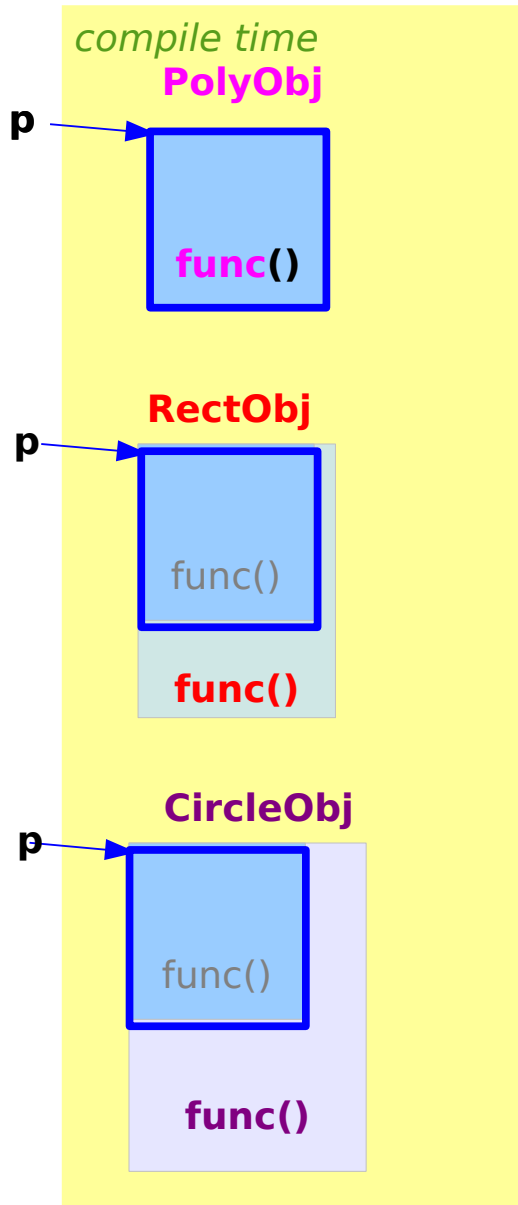 compile time
PolyObj
p
func()
RectObj
p
func()
func()
CircleObj
p
func()
func()